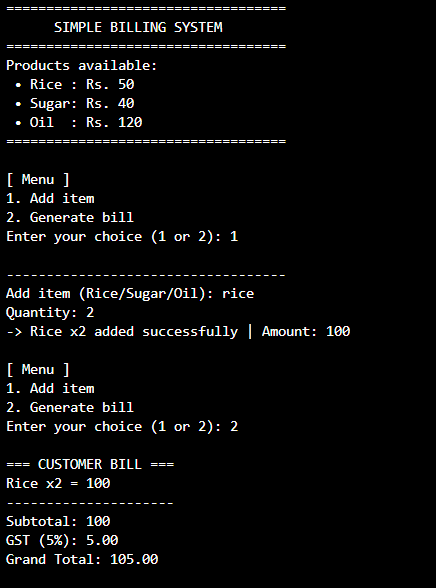 ===================================
SIMPLE BILLING SYSTEM
===================================
Products available:
• Rice : Rs. 50
• Sugar: Rs. 40
• Oil  : Rs. 120
===================================
[ Menu ]
1. Add item
2. Generate bill
Enter your choice (1 or 2): 1
-----------------------------------
Add item (Rice/Sugar/Oil): rice
Quantity: 2
-> Rice x2 added successfully | Amount: 100
[ Menu ]
1. Add item
2. Generate bill
Enter your choice (1 or 2): 2
=== CUSTOMER BILL ===
Rice x2 = 100
---------------------
Subtotal: 100
GST (5%): 5.00
Grand Total: 105.00